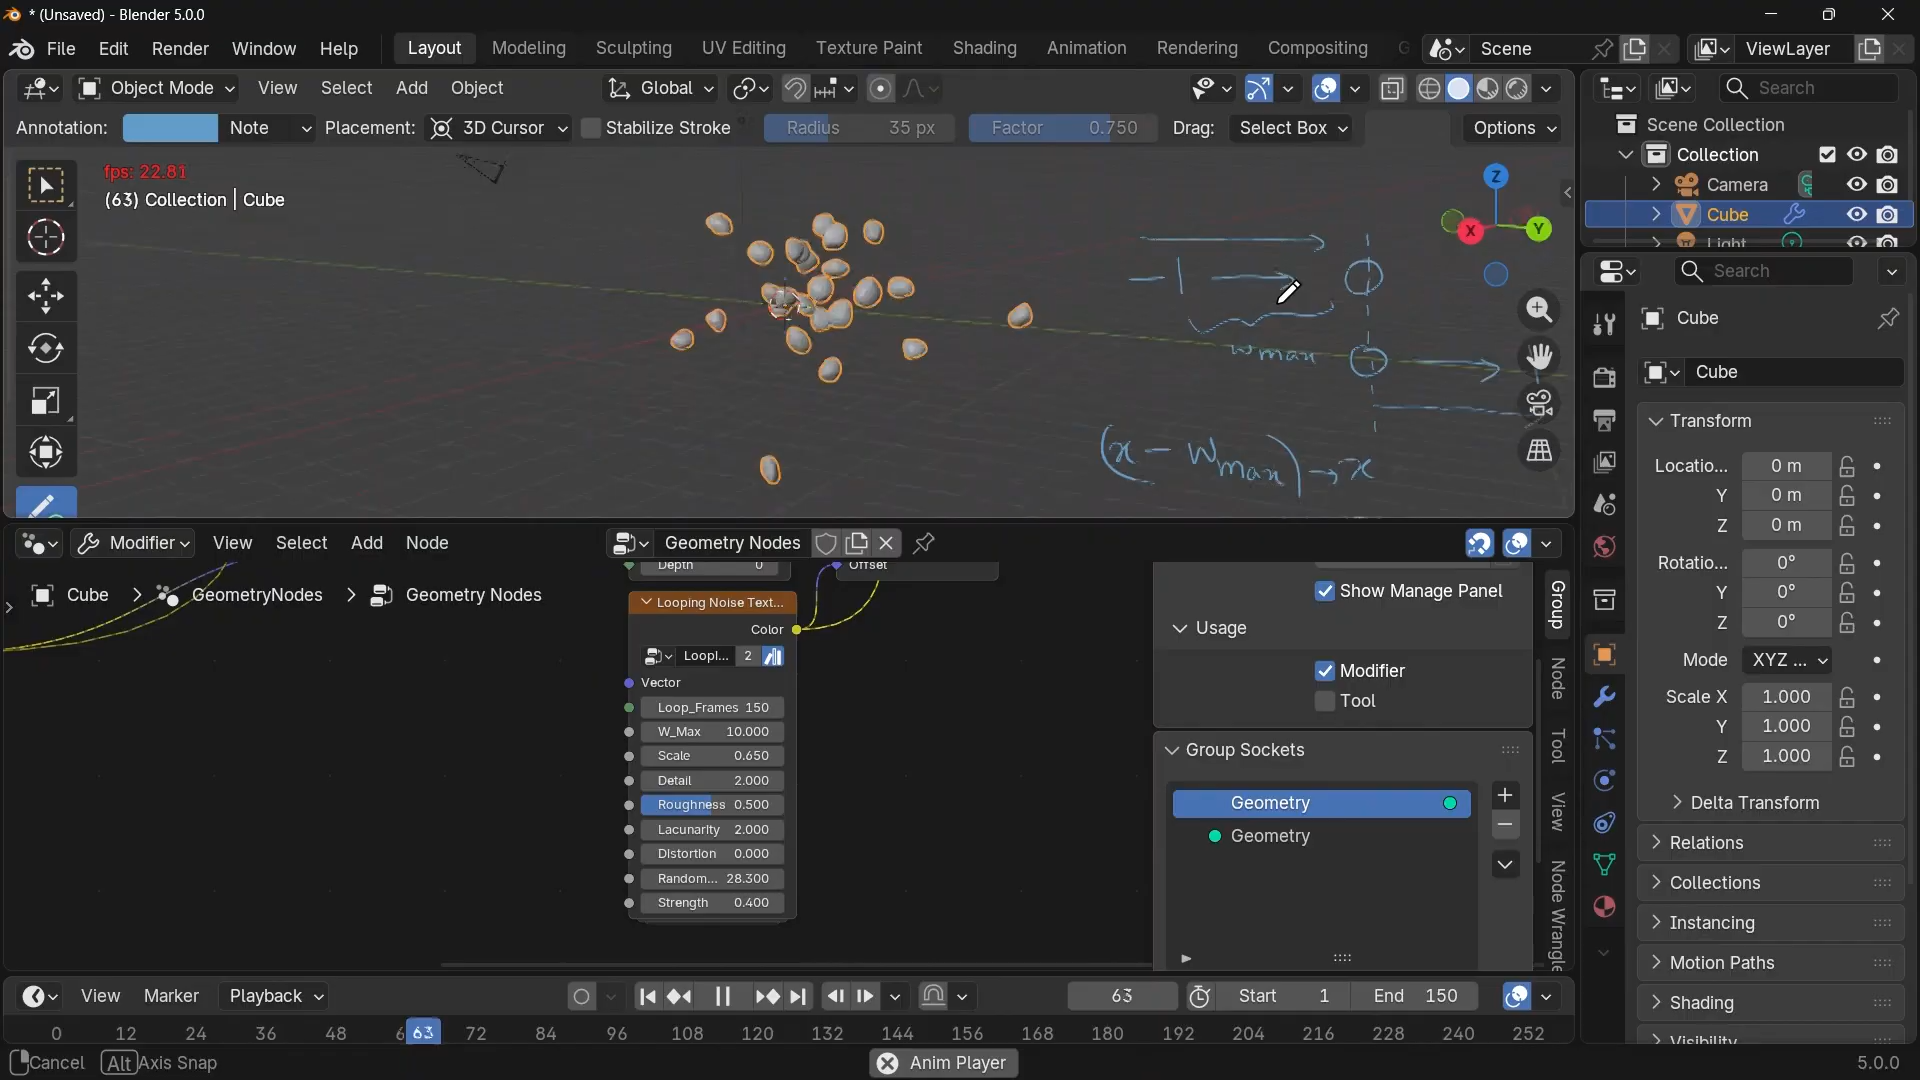 * (Unsaved) - Blender 5.0.0
File Edit Render Window Help Layout Modeling Sculpting UV Editing Texture Paint Shading Animation Rendering Compositing Scene ViewLayer
Object Mode View Select Add Object Global
Search
Annotation: Note Placement: 3D Cursor Stabilize Stroke Radius 35 px Factor 0.750 Drag: Select Box Options
fps: 22.81
(63) Collection | Cube
Z
Y
X
-1
wmax
(x - Wmax) → x
Scene Collection
Collection
Camera
Cube
Light
Search
Cube
Cube
Transform
Locatio... 0 m
Y 0 m
Z 0 m
Rotatio... 0°
Y 0°
Z 0°
Mode XYZ ...
Scale X 1.000
Y 1.000
Z 1.000
Delta Transform
Relations
Collections
Instancing
Motion Paths
Shading
Visibility
Modifier View Select Add Node Geometry Nodes
Cube > GeometryNodes > Geometry Nodes
Depth 0
Offset
Looping Noise Text...
Color
Loopl... 2
Vector
Loop_Frames 150
W_Max 10.000
Scale 0.650
Detail 2.000
Roughness 0.500
Lacunarity 2.000
Distortion 0.000
Random... 28.300
Strength 0.400
Show Manage Panel
Usage
Modifier
Tool
Group Sockets
Geometry
Geometry
Group
Node
Tool
View
Node Wrangle
View Marker Playback 63 Start 1 End 150
0 12 24 36 48 6 63 72 84 96 108 120 132 144 156 168 180 192 204 216 228 240 252
Cancel Alt Axis Snap Anim Player 5.0.0